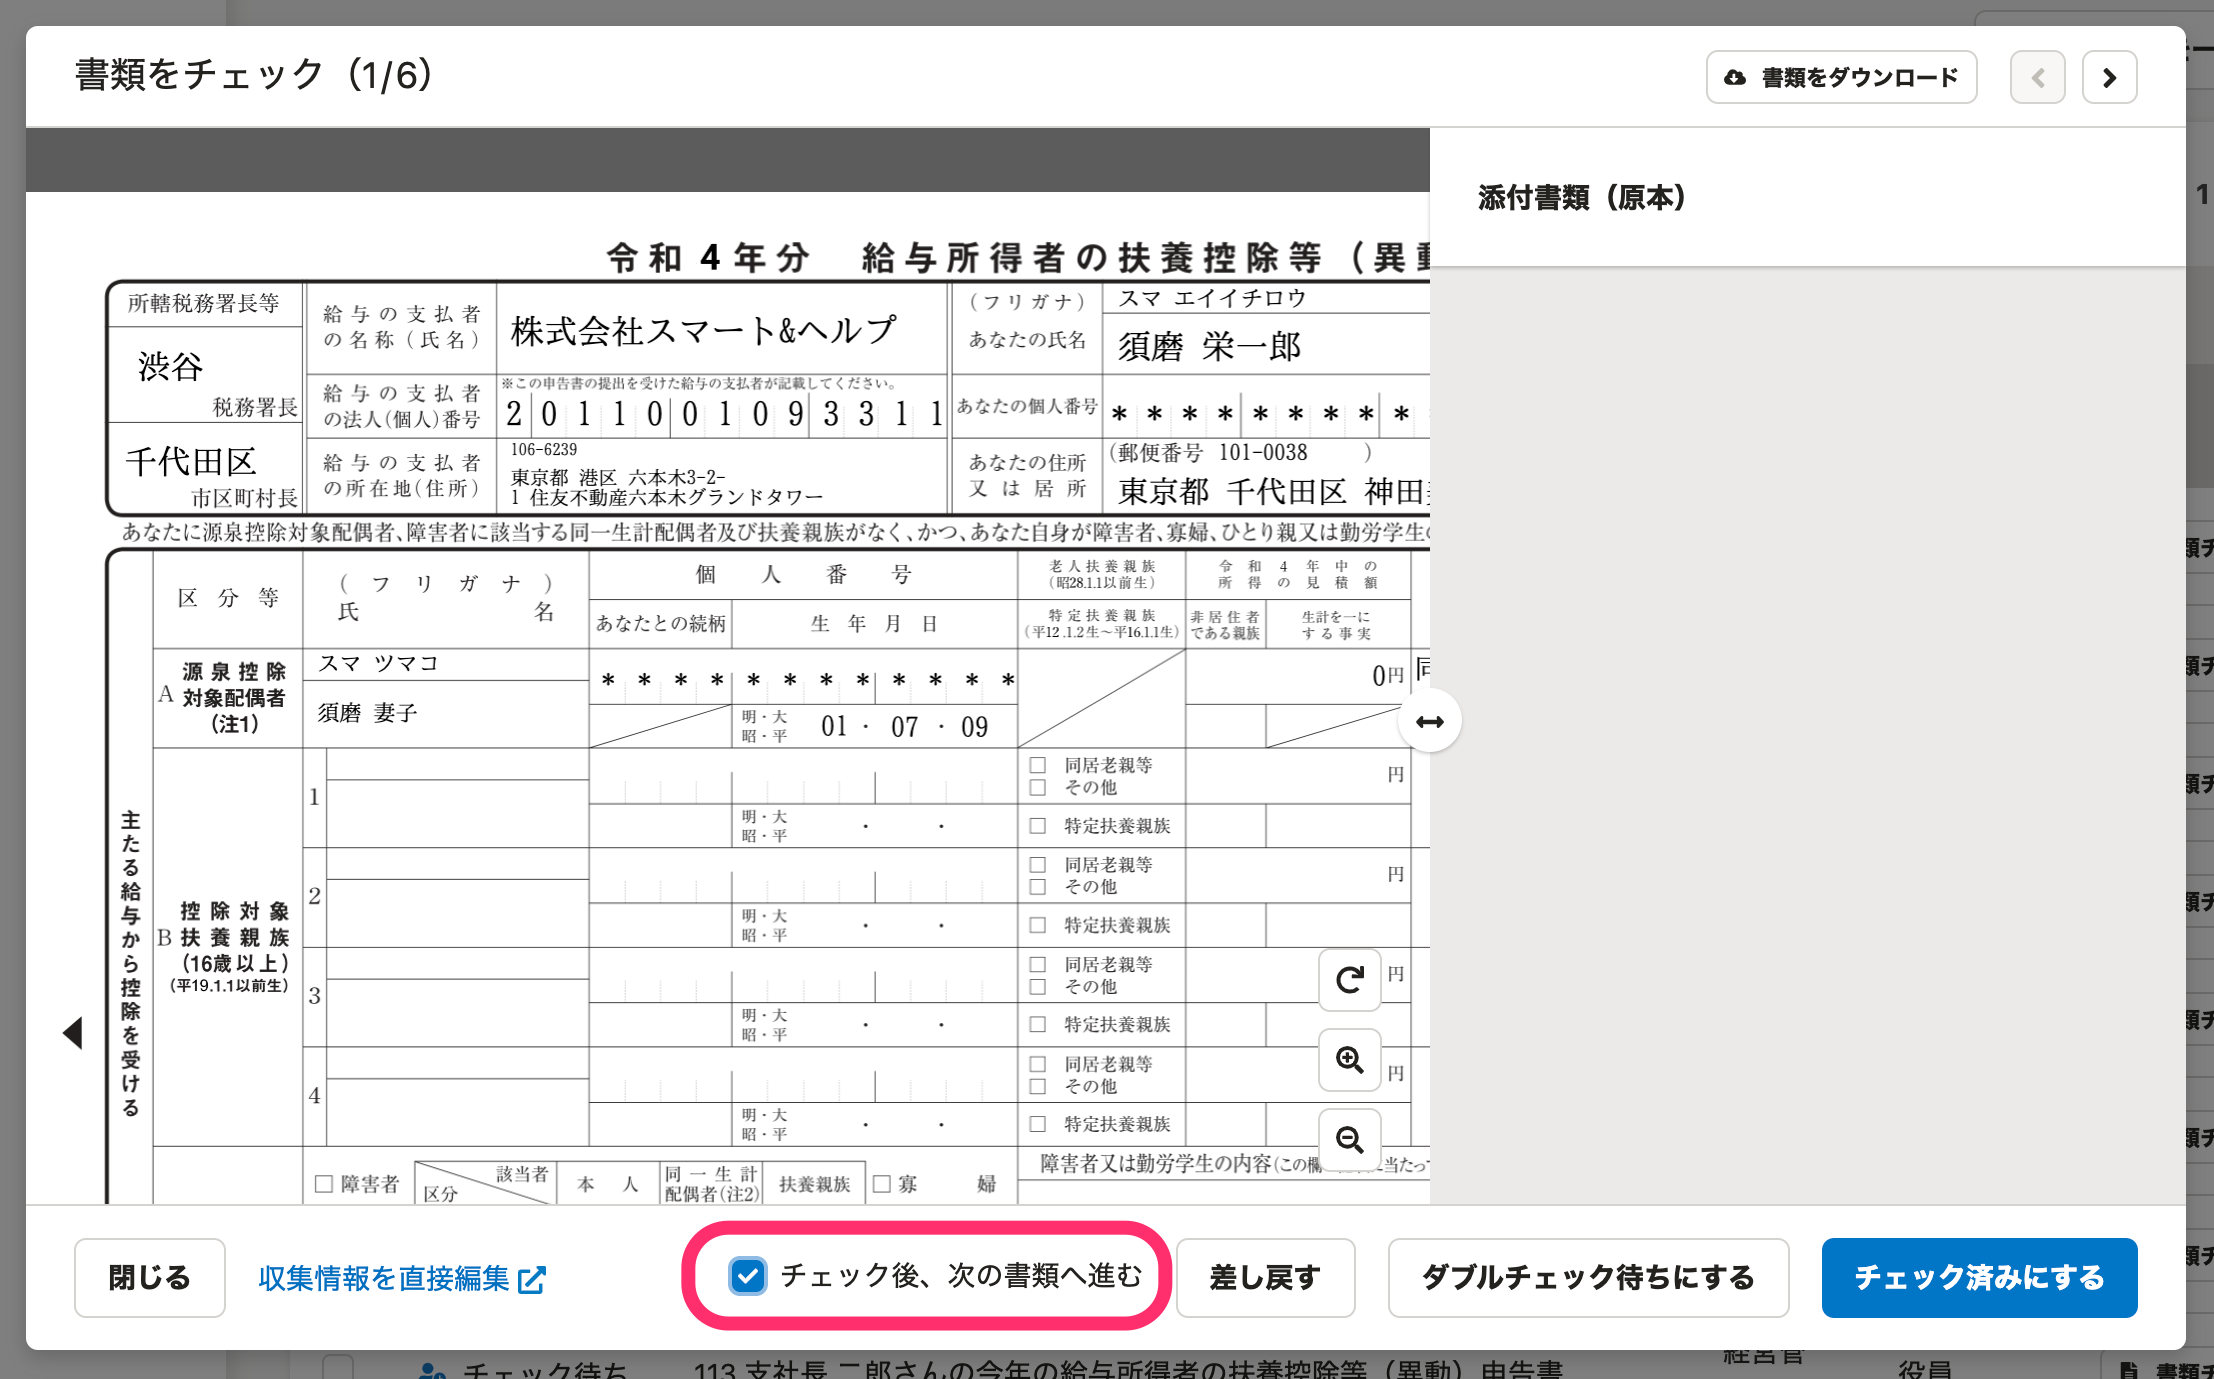 書類をチェック（1/6）
書類をダウンロード
添付書類（原本）
令和 4 年分　給与所得者の扶養控除等（異動
所轄税務署長等
渋谷
税務署長
千代田区
市区町村長
給与の支払者
の名称（氏名）
株式会社スマート&ヘルプ
給与の支払者
の法人（個人）番号
※この申告書の提出を受けた給与の支払者が記載してください。
2 0 1 1 0 0 1 0 9 3 3 1 1
給与の支払者
の所在地（住所）
106-6239
東京都 港区 六本木3-2-
1 住友不動産六本木グランドタワー
（フリガナ）
スマ エイイチロウ
あなたの氏名
須磨 栄一郎
あなたの個人番号
* * * * * * * * *
あなたの住所
又は居所
（郵便番号 101-0038 ）
東京都 千代田区 神田
あなたに源泉控除対象配偶者、障害者に該当する同一生計配偶者及び扶養親族がなく、かつ、あなた自身が障害者、寡婦、ひとり親又は勤労学生の
区分等
（フリガナ）
氏名
個人番号
あなたとの続柄
生年月日
老人扶養親族
（昭28.1.1以前生）
特定扶養親族
（平12.1.2生～平16.1.1生）
令和4年中の
所得の見積額
非居住者
である親族
生計を一に
する事実
主たる給与から控除を受ける
A
源泉控除
対象配偶者
（注1）
スマ ツマコ
須磨 妻子
* * * * * * * * * * * *
明・大
昭・平
01 ・ 07 ・ 09
0円
同
B
控除対象
扶養親族
（16歳以上）
（平19.1.1以前生）
1
明・大
昭・平
・ ・
□ 同居老親等
□ その他
□ 特定扶養親族
円
2
明・大
昭・平
・ ・
□ 同居老親等
□ その他
□ 特定扶養親族
円
3
明・大
昭・平
・ ・
□ 同居老親等
□ その他
□ 特定扶養親族
円
4
明・大
昭・平
・ ・
□ 同居老親等
□ その他
□ 特定扶養親族
円
□ 障害者
該当者
区分
本人
同一生計
配偶者（注2）
扶養親族
□ 寡婦
障害者又は勤労学生の内容（この欄
に当たって
閉じる
収集情報を直接編集
チェック後、次の書類へ進む
差し戻す
ダブルチェック待ちにする
チェック済みにする
チェック待ち
113 支社長 二郎さんの今年の給与所得者の扶養控除等（異動）申告書
経営管
役員
書類チ
1
類チ
類チ
類チ
類チ
類チ
類チ
類チ